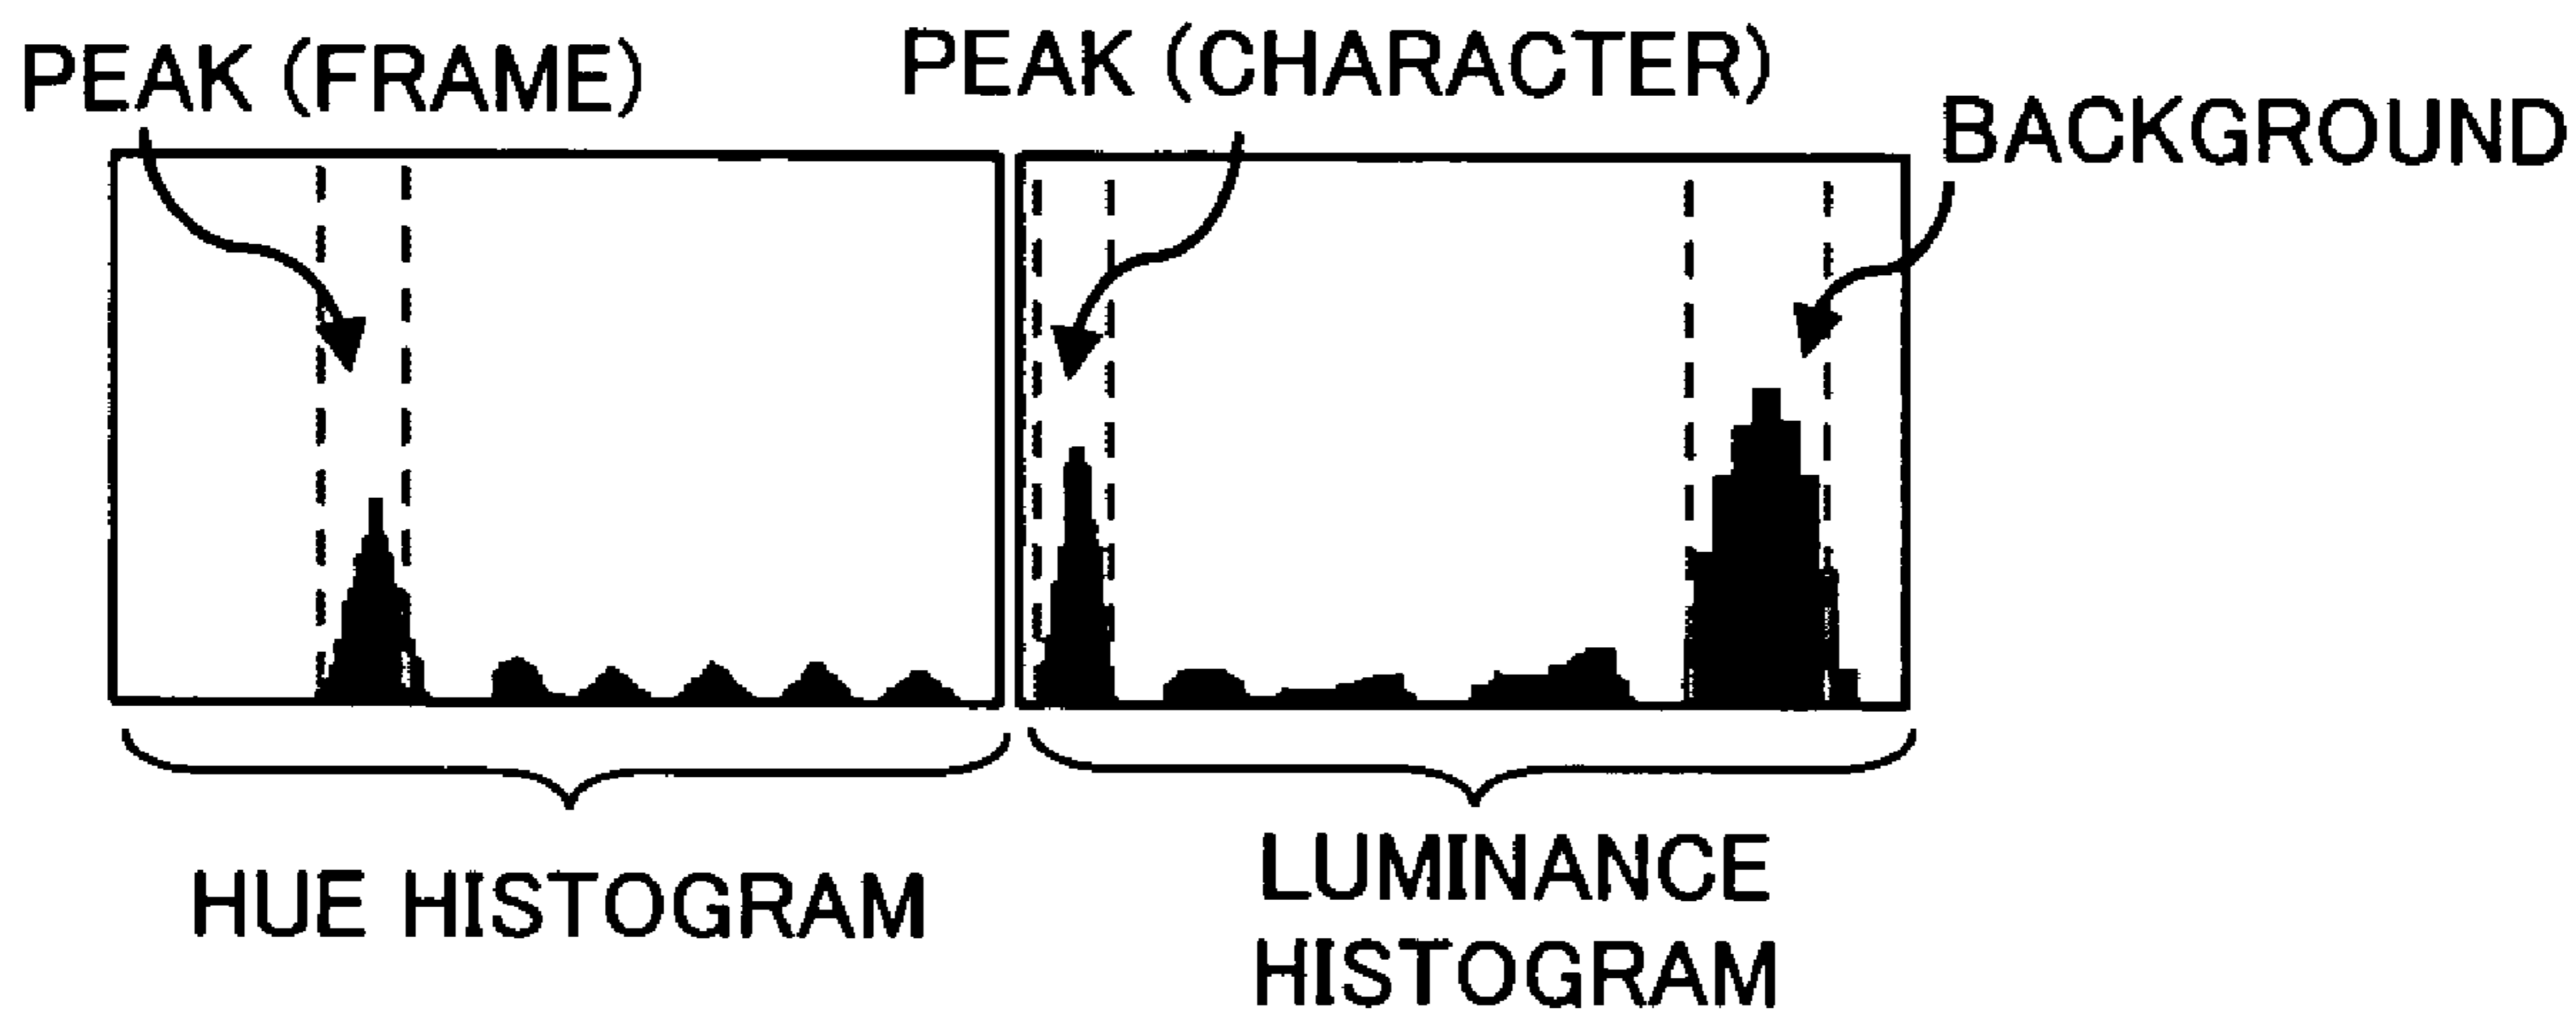 PEAK (FRAME)
PEAK (CHARACTER)
BACKGROUND
HUE HISTOGRAM
LUMINANCE
HISTOGRAM